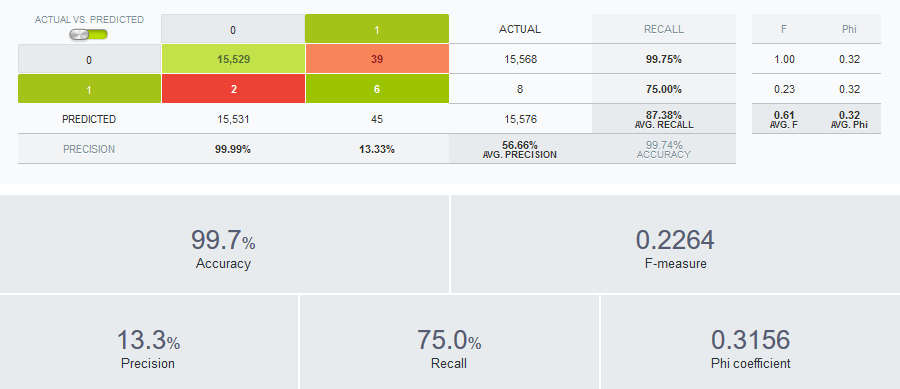 ACTUAL VS. PREDICTED 0 1 ACTUAL RECALL F Phi
0 15,529 39 15,568 99.75% 1.00 0.32
1 2 6 8 75.00% 0.23 0.32
PREDICTED 15,531 45 15,576 87.38% 0.61 0.32
AVG. RECALL AVG. F AVG. Phi
PRECISION 99.99% 13.33% 56.66% 99.74%
AVG. PRECISION ACCURACY
99.7% 0.2264
Accuracy F-measure
13.3% 75.0% 0.3156
Precision Recall Phi coefficient